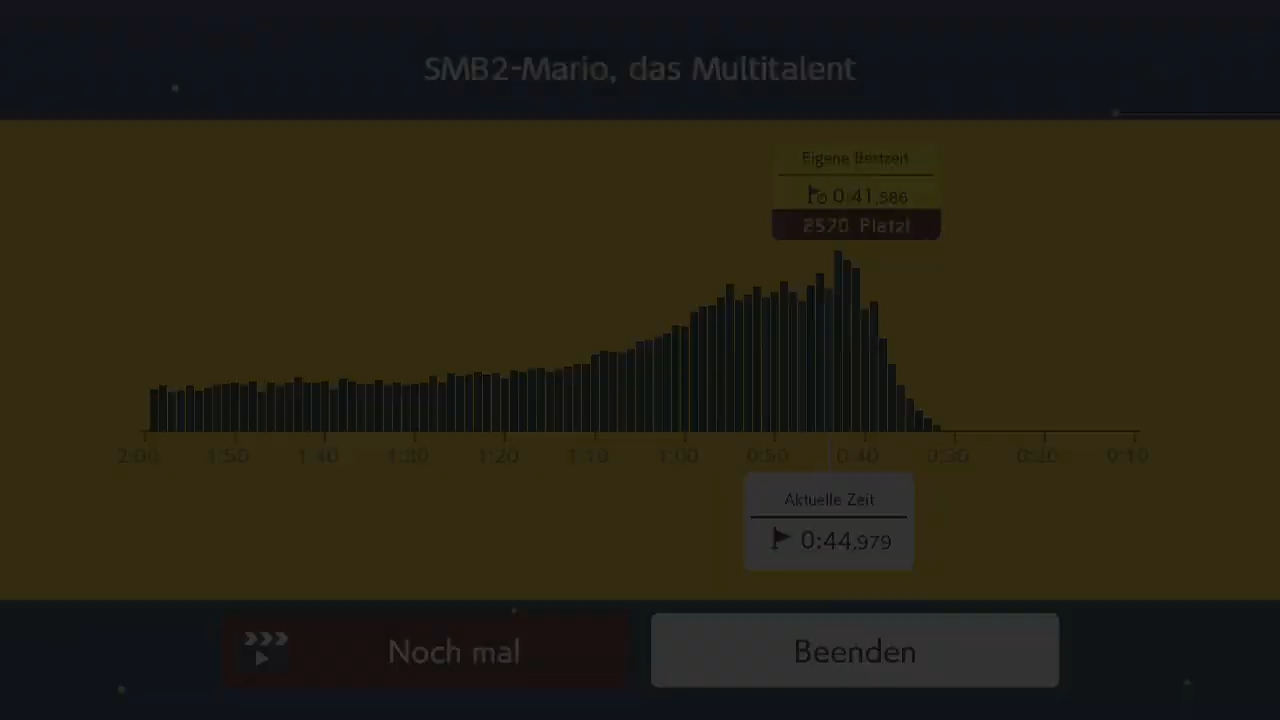 SMB2-Mario, das Multitalent
Eigene Bestzeit
0:41,586
2570. Platz!
2:00 1:50 1:40 1:30 1:20 1:10 1:00 0:50 0:40 0:30 0:20 0:10
Aktuelle Zeit
0:44,979
Noch mal
Beenden